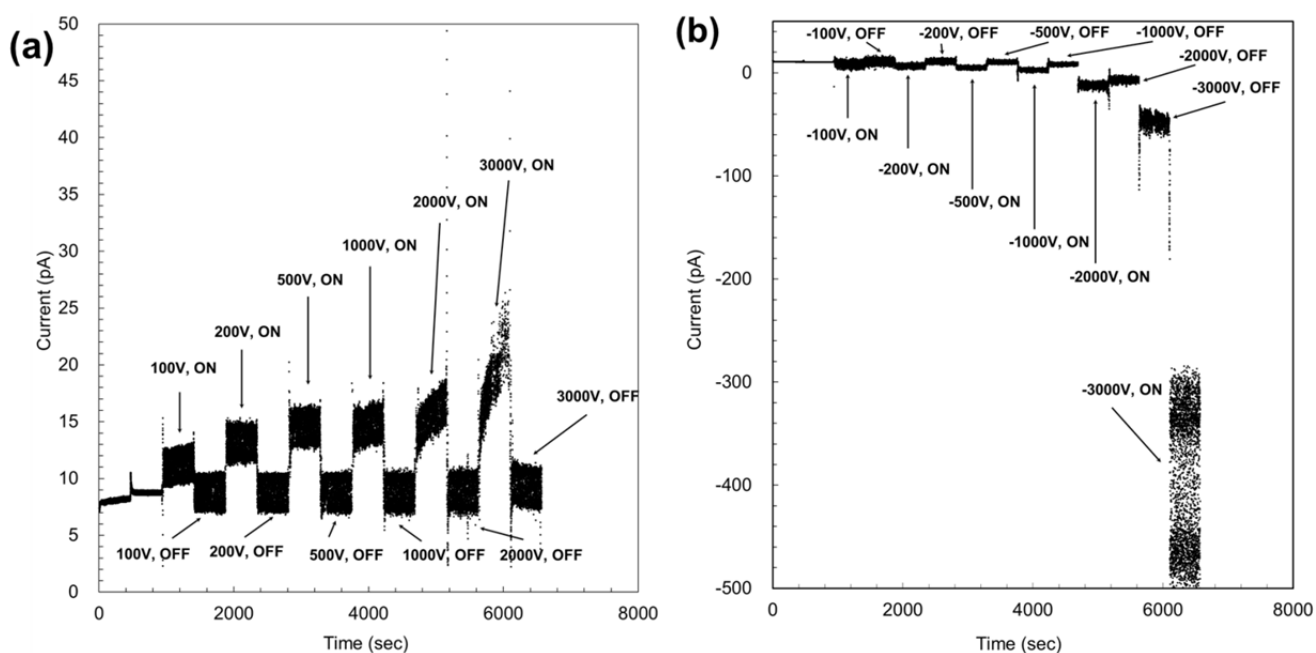 (a)
50
45
40
35
30
25
20
15
10
5
0
Current (pA)
0
2000
4000
6000
8000
Time (sec)
100V, ON
200V, ON
500V, ON
1000V, ON
2000V, ON
3000V, ON
100V, OFF
200V, OFF
500V, OFF
1000V, OFF
2000V, OFF
3000V, OFF
(b)
0
-100
-200
-300
-400
-500
Current (pA)
0
2000
4000
6000
8000
Time (sec)
-100V, OFF
-200V, OFF
-500V, OFF
-1000V, OFF
-2000V, OFF
-3000V, OFF
-100V, ON
-200V, ON
-500V, ON
-1000V, ON
-2000V, ON
-3000V, ON